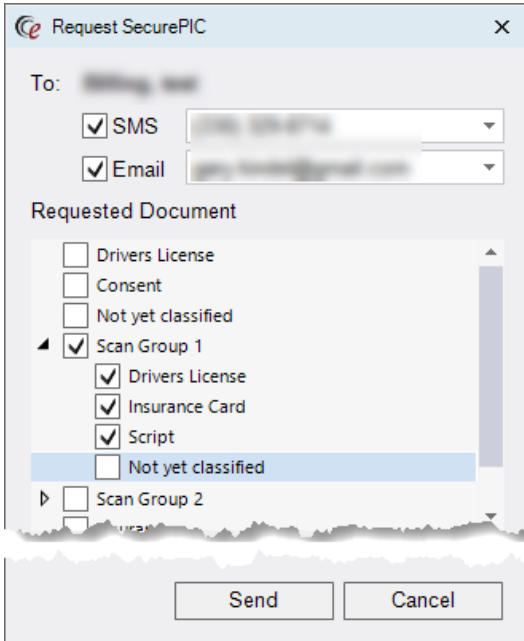 Request SecurePIC
To:
SMS
Email
Requested Document
Drivers License
Consent
Not yet classified
Scan Group 1
Drivers License
Insurance Card
Script
Not yet classified
Scan Group 2
Send
Cancel